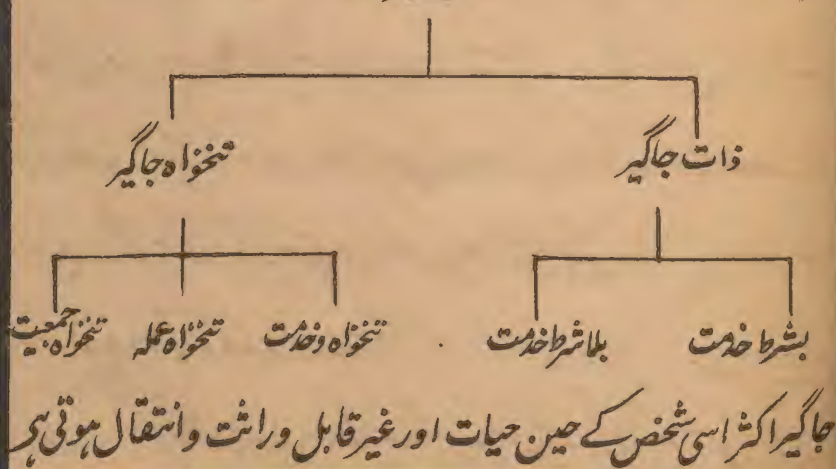 ذات جاگیر تنخواہ جاگیر
بشرط خدمت بلا شرط خدمت تنخواہ و خدمت تنخواہ عملہ تنخواہ جمعیت
جاگیر اکثر اسی شخص کے حین حیات اور غیر قابل وراثت و انتقال ہوتی ہی